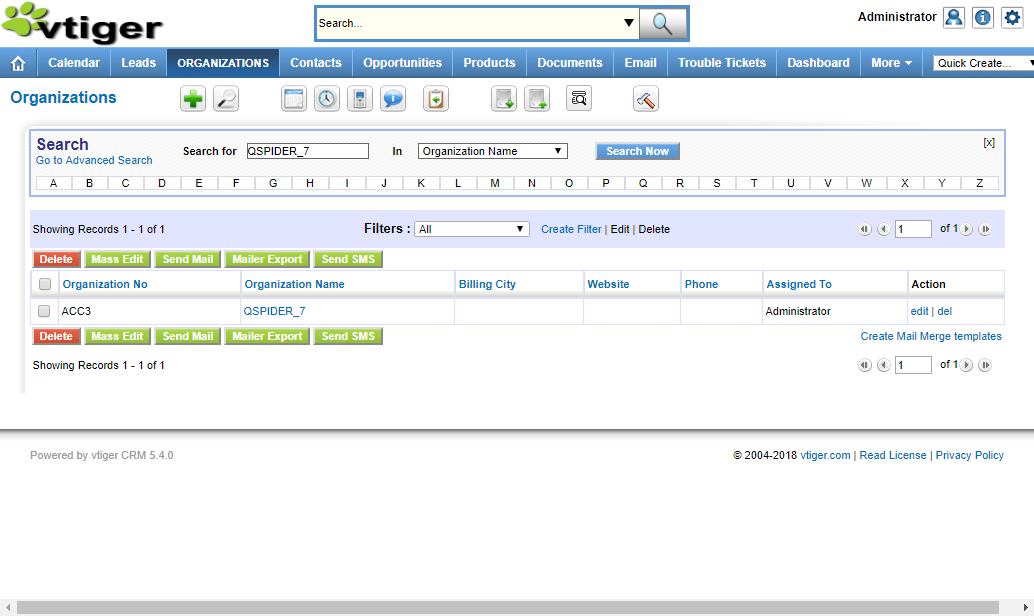 vtiger
Search...
Administrator
Calendar Leads ORGANIZATIONS Contacts Opportunities Products Documents Email Trouble Tickets Dashboard More Quick Create...
Organizations
Search
Go to Advanced Search
Search for QSPIDER_7 In Organization Name Search Now
[x]
A B C D E F G H I J K L M N O P Q R S T U V W X Y Z
Showing Records 1 - 1 of 1 Filters : All Create Filter | Edit | Delete 1 of 1
Delete Mass Edit Send Mail Mailer Export Send SMS
Organization No Organization Name Billing City Website Phone Assigned To Action
ACC3 QSPIDER_7 Administrator edit | del
Delete Mass Edit Send Mail Mailer Export Send SMS Create Mail Merge templates
Showing Records 1 - 1 of 1 1 of 1
Powered by vtiger CRM 5.4.0 © 2004-2018 vtiger.com | Read License | Privacy Policy